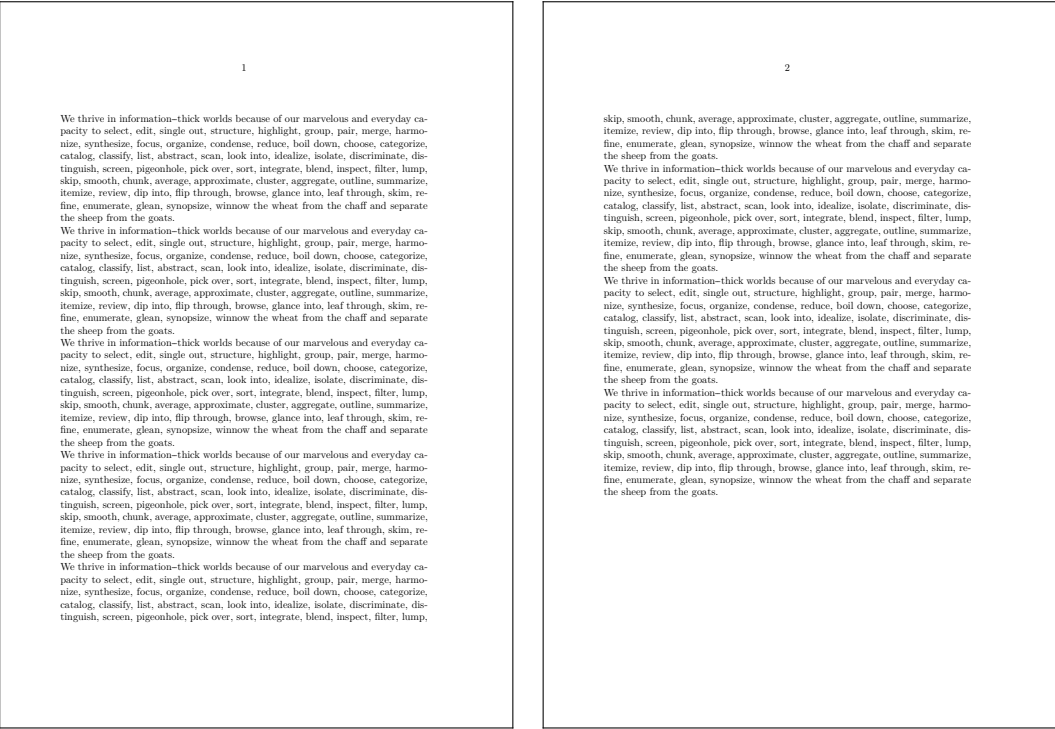 1
We thrive in information–thick worlds because of our marvelous and everyday ca-
pacity to select, edit, single out, structure, highlight, group, pair, merge, harmo-
nize, synthesize, focus, organize, condense, reduce, boil down, choose, categorize,
catalog, classify, list, abstract, scan, look into, idealize, isolate, discriminate, dis-
tinguish, screen, pigeonhole, pick over, sort, integrate, blend, inspect, filter, lump,
skip, smooth, chunk, average, approximate, cluster, aggregate, outline, summarize,
itemize, review, dip into, flip through, browse, glance into, leaf through, skim, re-
fine, enumerate, glean, synopsize, winnow the wheat from the chaff and separate
the sheep from the goats.
We thrive in information–thick worlds because of our marvelous and everyday ca-
pacity to select, edit, single out, structure, highlight, group, pair, merge, harmo-
nize, synthesize, focus, organize, condense, reduce, boil down, choose, categorize,
catalog, classify, list, abstract, scan, look into, idealize, isolate, discriminate, dis-
tinguish, screen, pigeonhole, pick over, sort, integrate, blend, inspect, filter, lump,
skip, smooth, chunk, average, approximate, cluster, aggregate, outline, summarize,
itemize, review, dip into, flip through, browse, glance into, leaf through, skim, re-
fine, enumerate, glean, synopsize, winnow the wheat from the chaff and separate
the sheep from the goats.
We thrive in information–thick worlds because of our marvelous and everyday ca-
pacity to select, edit, single out, structure, highlight, group, pair, merge, harmo-
nize, synthesize, focus, organize, condense, reduce, boil down, choose, categorize,
catalog, classify, list, abstract, scan, look into, idealize, isolate, discriminate, dis-
tinguish, screen, pigeonhole, pick over, sort, integrate, blend, inspect, filter, lump,
skip, smooth, chunk, average, approximate, cluster, aggregate, outline, summarize,
itemize, review, dip into, flip through, browse, glance into, leaf through, skim, re-
fine, enumerate, glean, synopsize, winnow the wheat from the chaff and separate
the sheep from the goats.
We thrive in information–thick worlds because of our marvelous and everyday ca-
pacity to select, edit, single out, structure, highlight, group, pair, merge, harmo-
nize, synthesize, focus, organize, condense, reduce, boil down, choose, categorize,
catalog, classify, list, abstract, scan, look into, idealize, isolate, discriminate, dis-
tinguish, screen, pigeonhole, pick over, sort, integrate, blend, inspect, filter, lump,
skip, smooth, chunk, average, approximate, cluster, aggregate, outline, summarize,
itemize, review, dip into, flip through, browse, glance into, leaf through, skim, re-
fine, enumerate, glean, synopsize, winnow the wheat from the chaff and separate
the sheep from the goats.
We thrive in information–thick worlds because of our marvelous and everyday ca-
pacity to select, edit, single out, structure, highlight, group, pair, merge, harmo-
nize, synthesize, focus, organize, condense, reduce, boil down, choose, categorize,
catalog, classify, list, abstract, scan, look into, idealize, isolate, discriminate, dis-
tinguish, screen, pigeonhole, pick over, sort, integrate, blend, inspect, filter, lump,
2
skip, smooth, chunk, average, approximate, cluster, aggregate, outline, summarize,
itemize, review, dip into, flip through, browse, glance into, leaf through, skim, re-
fine, enumerate, glean, synopsize, winnow the wheat from the chaff and separate
the sheep from the goats.
We thrive in information–thick worlds because of our marvelous and everyday ca-
pacity to select, edit, single out, structure, highlight, group, pair, merge, harmo-
nize, synthesize, focus, organize, condense, reduce, boil down, choose, categorize,
catalog, classify, list, abstract, scan, look into, idealize, isolate, discriminate, dis-
tinguish, screen, pigeonhole, pick over, sort, integrate, blend, inspect, filter, lump,
skip, smooth, chunk, average, approximate, cluster, aggregate, outline, summarize,
itemize, review, dip into, flip through, browse, glance into, leaf through, skim, re-
fine, enumerate, glean, synopsize, winnow the wheat from the chaff and separate
the sheep from the goats.
We thrive in information–thick worlds because of our marvelous and everyday ca-
pacity to select, edit, single out, structure, highlight, group, pair, merge, harmo-
nize, synthesize, focus, organize, condense, reduce, boil down, choose, categorize,
catalog, classify, list, abstract, scan, look into, idealize, isolate, discriminate, dis-
tinguish, screen, pigeonhole, pick over, sort, integrate, blend, inspect, filter, lump,
skip, smooth, chunk, average, approximate, cluster, aggregate, outline, summarize,
itemize, review, dip into, flip through, browse, glance into, leaf through, skim, re-
fine, enumerate, glean, synopsize, winnow the wheat from the chaff and separate
the sheep from the goats.
We thrive in information–thick worlds because of our marvelous and everyday ca-
pacity to select, edit, single out, structure, highlight, group, pair, merge, harmo-
nize, synthesize, focus, organize, condense, reduce, boil down, choose, categorize,
catalog, classify, list, abstract, scan, look into, idealize, isolate, discriminate, dis-
tinguish, screen, pigeonhole, pick over, sort, integrate, blend, inspect, filter, lump,
skip, smooth, chunk, average, approximate, cluster, aggregate, outline, summarize,
itemize, review, dip into, flip through, browse, glance into, leaf through, skim, re-
fine, enumerate, glean, synopsize, winnow the wheat from the chaff and separate
the sheep from the goats.